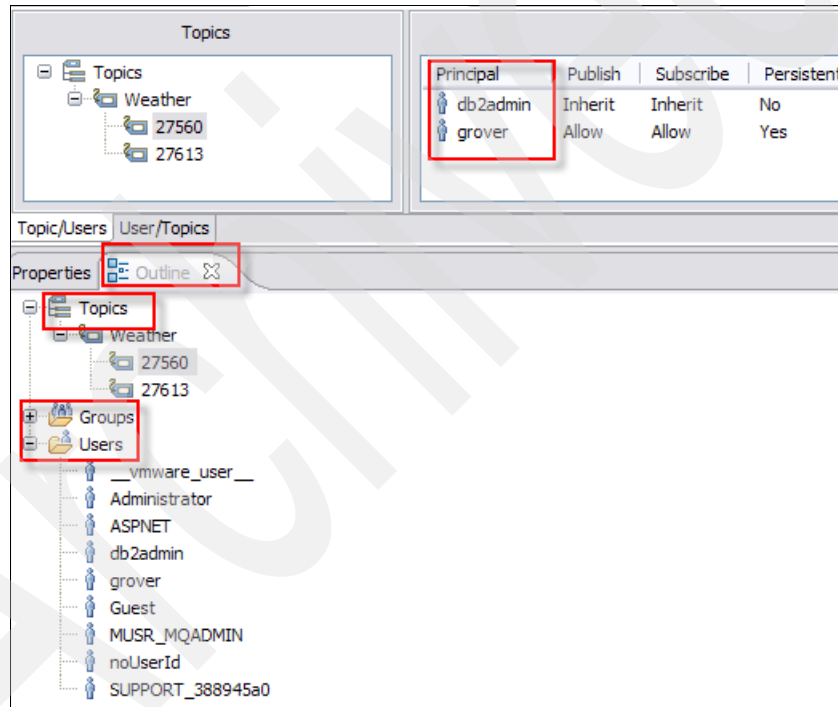 Topics
Topics
Weather
27560
27613
Principal Publish Subscribe Persistent
db2admin Inherit Inherit No
grover Allow Allow Yes
Topic/Users User/Topics
Properties Outline
Topics
Weather
27560
27613
Groups
Users
__vmware_user__
Administrator
ASPNET
db2admin
grover
Guest
MUSR_MQADMIN
noUserId
SUPPORT_388945a0